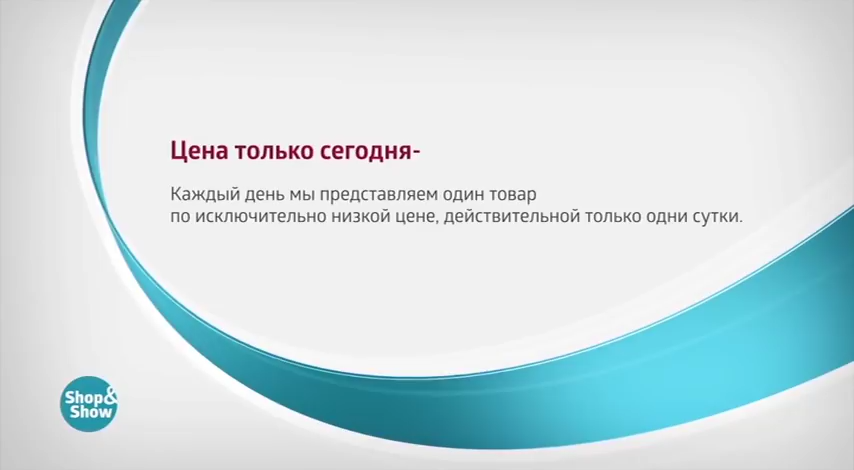 Цена только сегодня-
Каждый день мы представляем один товар
по исключительно низкой цене, действительной только одни сутки.
Shop&
Show